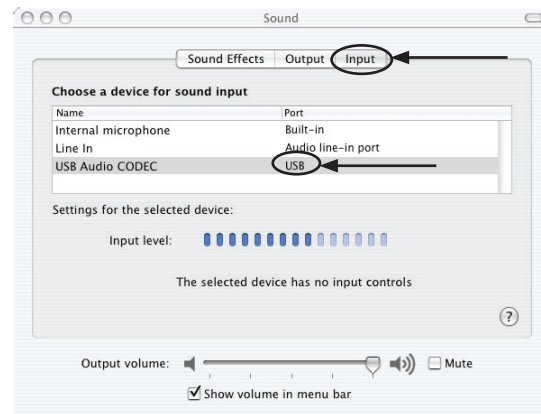 Sound
Sound Effects Output Input
Choose a device for sound input
Name Port
Internal microphone Built-in
Line In Audio line-in port
USB Audio CODEC USB
Settings for the selected device:
Input level:
The selected device has no input controls
?
Output volume: Mute
Show volume in menu bar